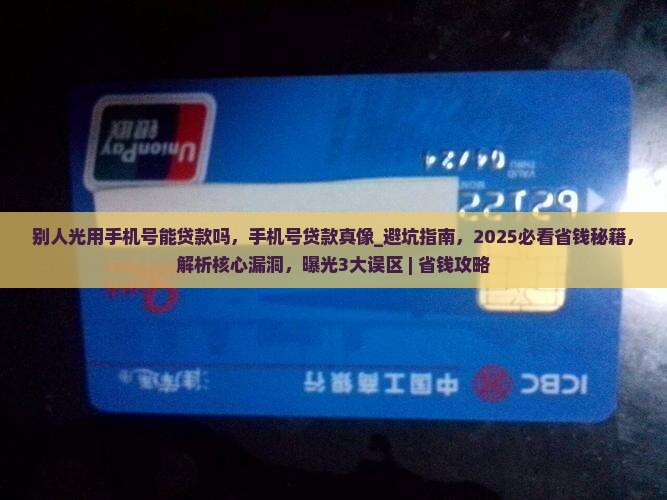 别人光用手机号能贷款吗，手机号贷款真像_避坑指南，2025必看省钱秘籍，
解析核心漏洞，曝光3大误区 | 省钱攻略
UnionPay
银联
04/24
VALID
THRU
62122
中国工商银行
ICBC